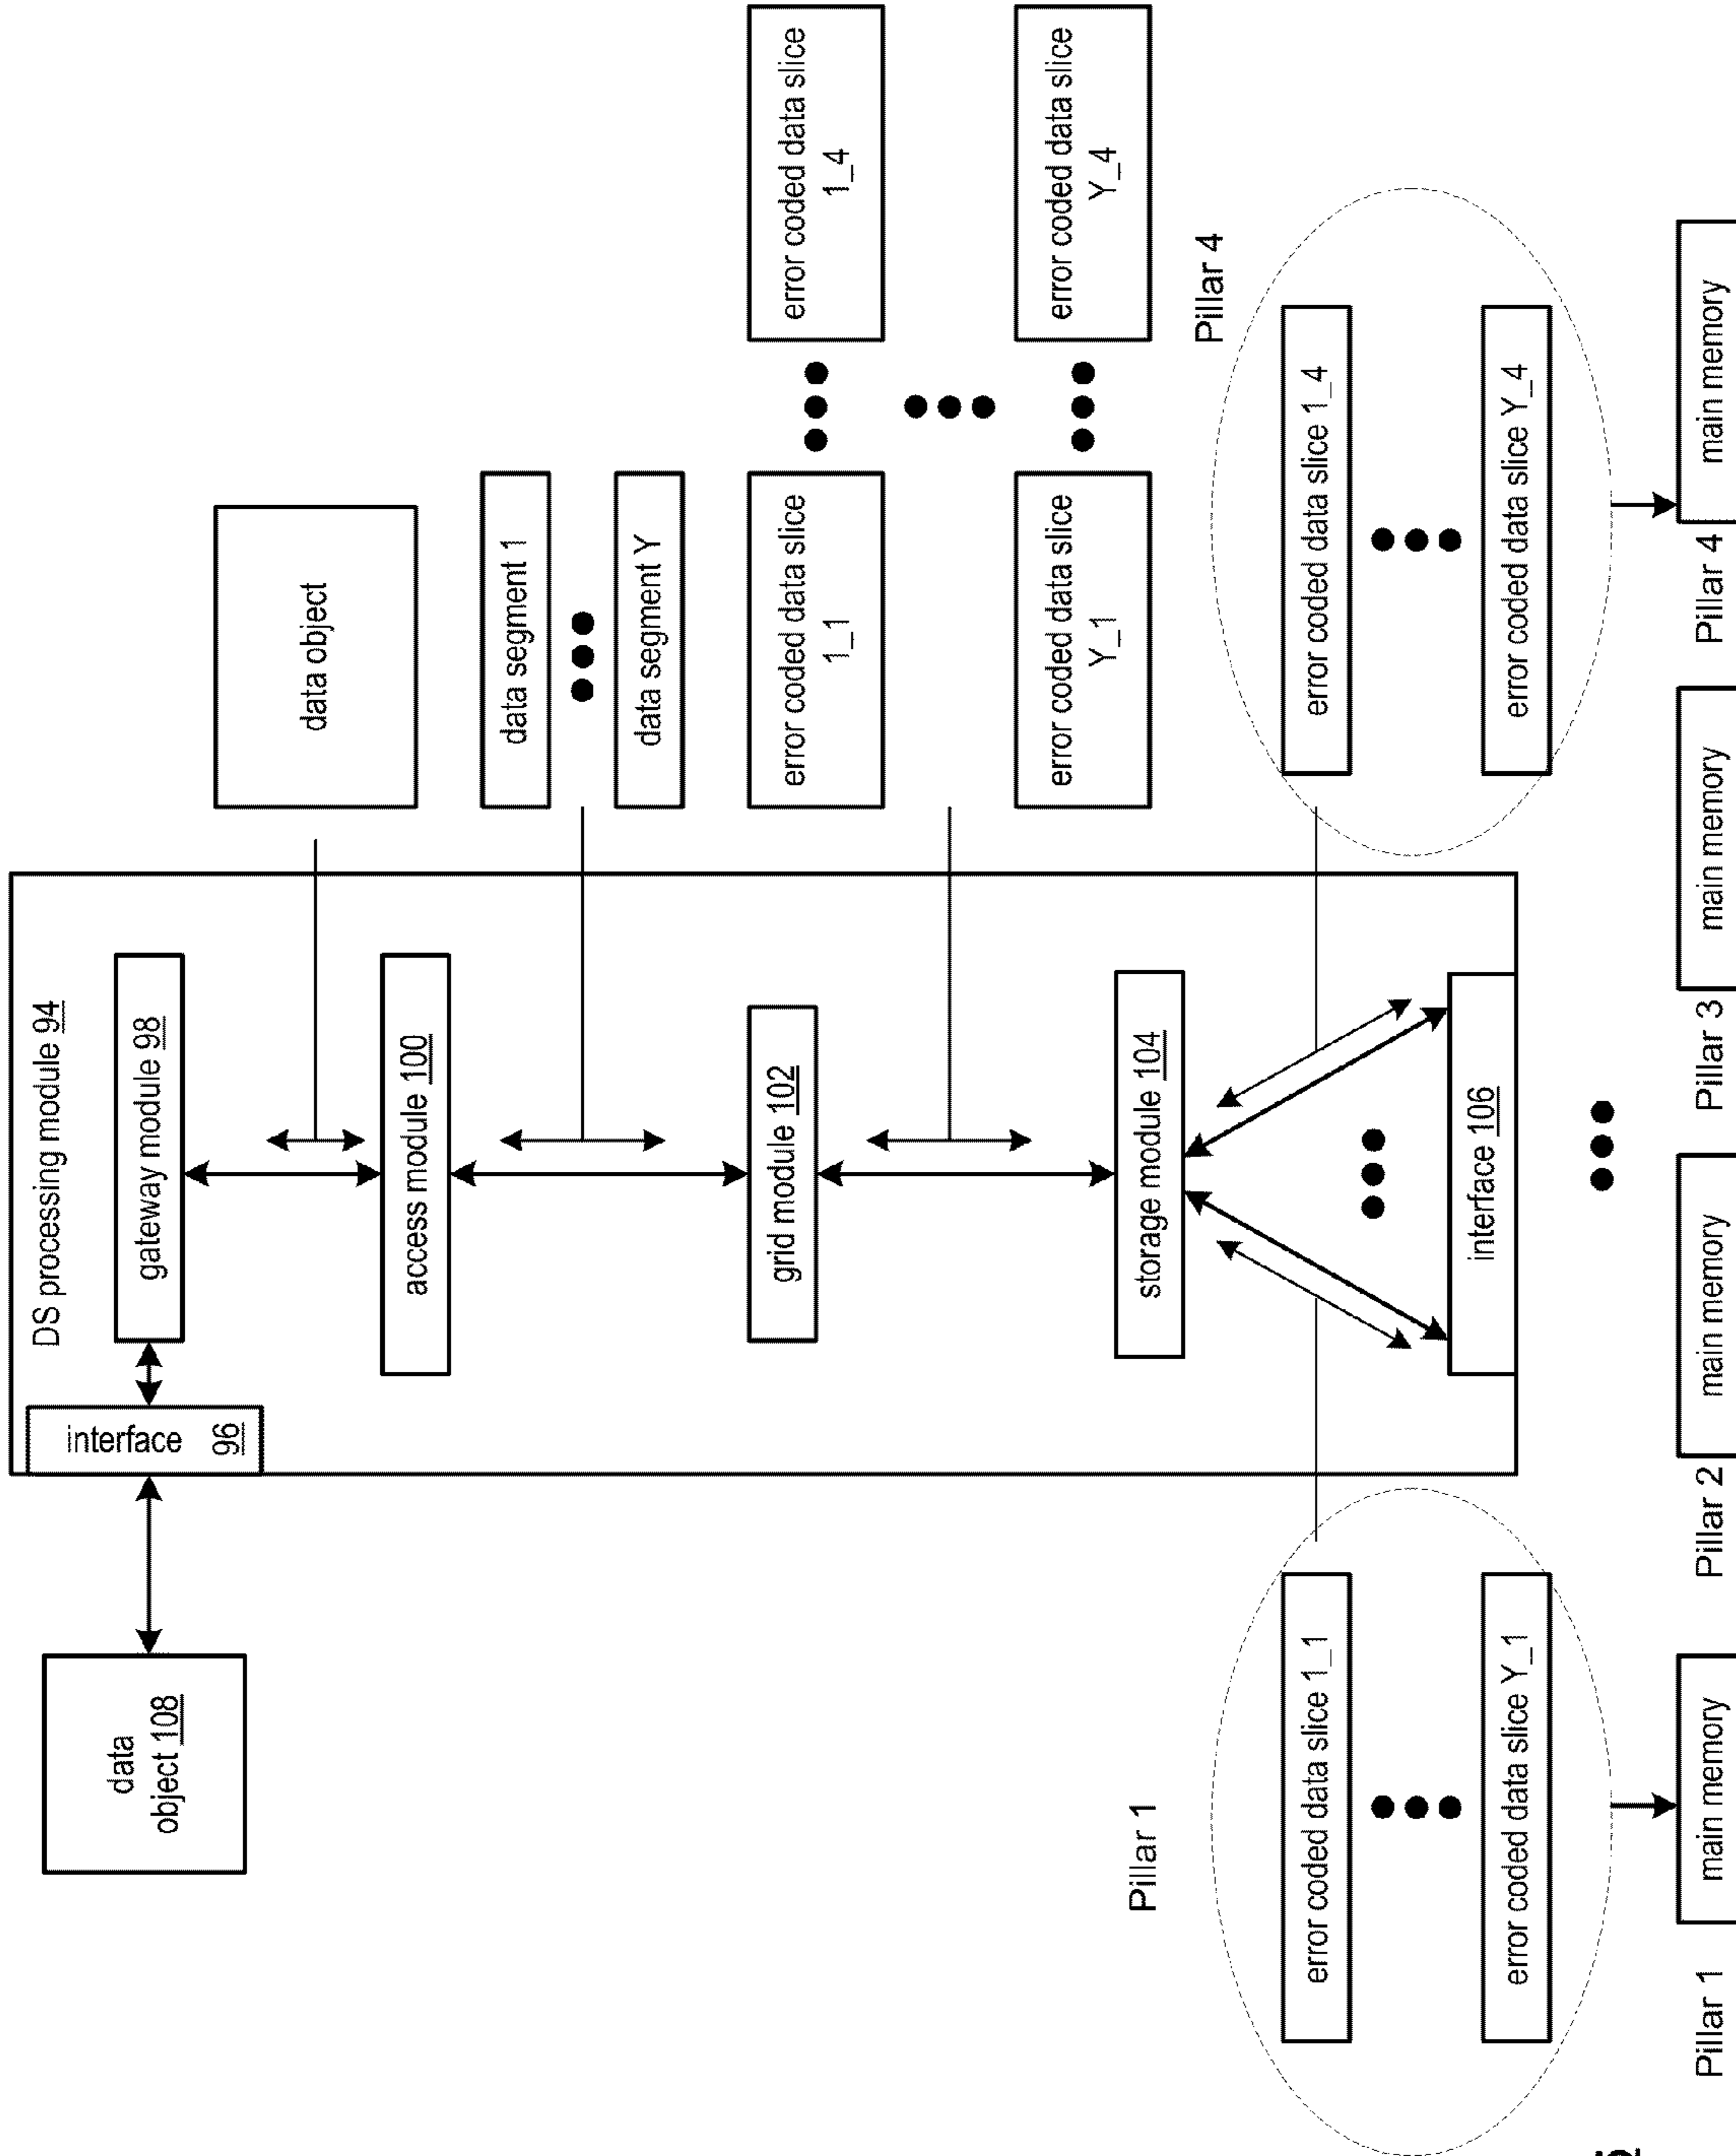 data
object 108
interface 96
DS processing module 94
gateway module 98
data object
access module 100
data segment 1
data segment Y
grid module 102
error coded data slice
1_1
error coded data slice
1_4
error coded data slice
Y_1
error coded data slice
Y_4
storage module 104
Pillar 1
Pillar 4
error coded data slice 1_1
error coded data slice Y_1
error coded data slice 1_4
error coded data slice Y_4
interface 106
Pillar 1
main memory
Pillar 2
main memory
Pillar 3
main memory
Pillar 4
main memory